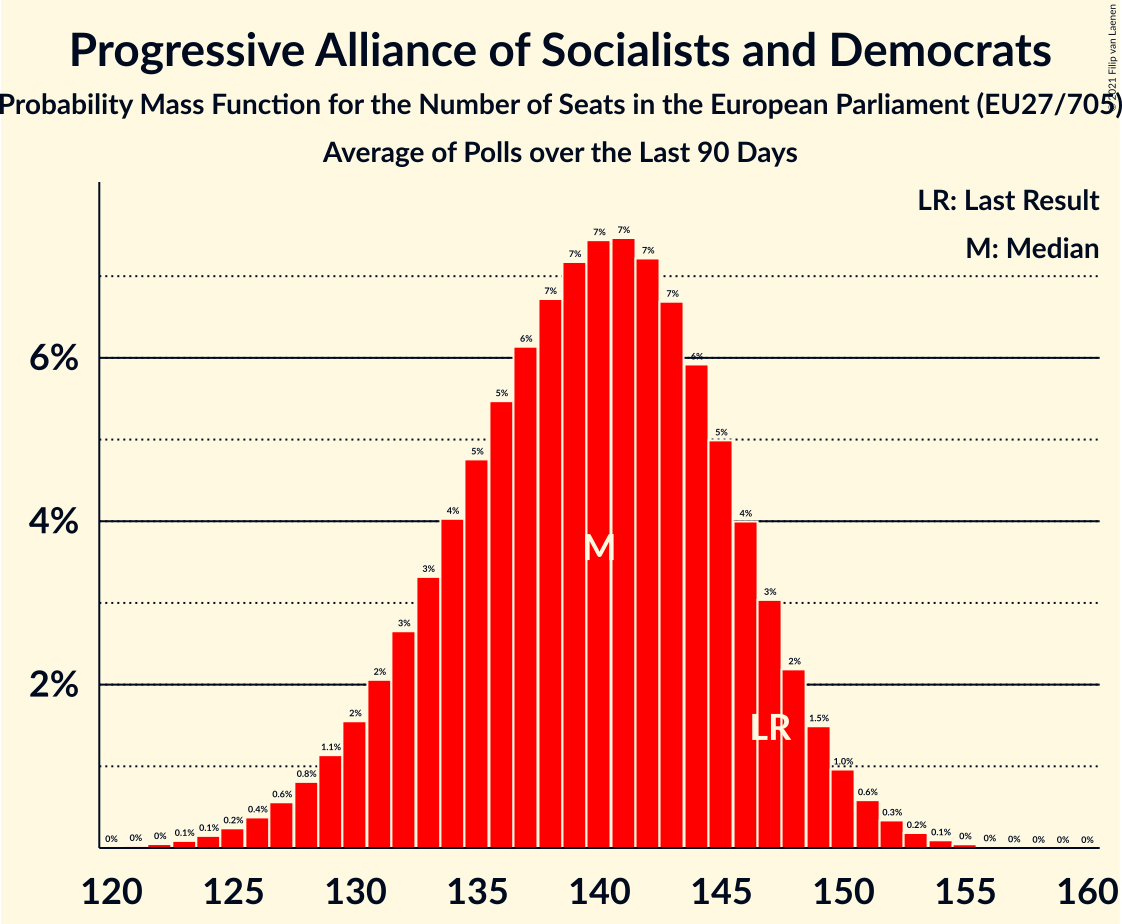 Progressive Alliance of Socialists and Democrats
Probability Mass Function for the Number of Seats in the European Parliament (EU27/705)
Average of Polls over the Last 90 Days
© 2021 Filip van Laenen
LR: Last Result
M: Median
6%
4%
2%
0% 0% 0% 0.1% 0.1% 0.2% 0.4% 0.6% 0.8% 1.1% 2% 2% 3% 3% 4% 5% 5% 6% 7% 7% 7% 7% 7% 7% 6% 5% 4% 3% 2% 1.5% 1.0% 0.6% 0.3% 0.2% 0.1% 0% 0% 0% 0% 0% 0%
M
LR
120 125 130 135 140 145 150 155 160